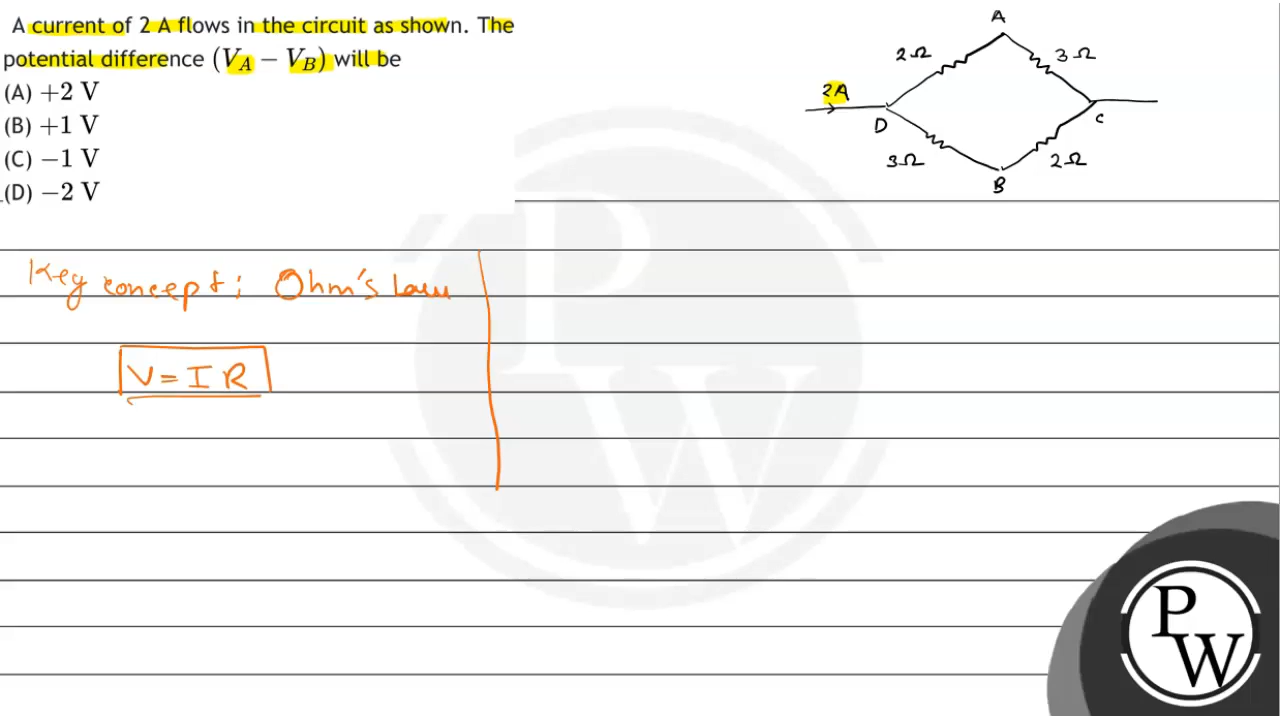 A current of 2 A flows in the circuit as shown. The
potential difference (V_A − V_B) will be
(A) +2 V
(B) +1 V
(C) −1 V
(D) −2 V
A
2Ω
3Ω
2A
D
C
3Ω
2Ω
B
Key concept: Ohm's Law
V = I R
P
W
P
W